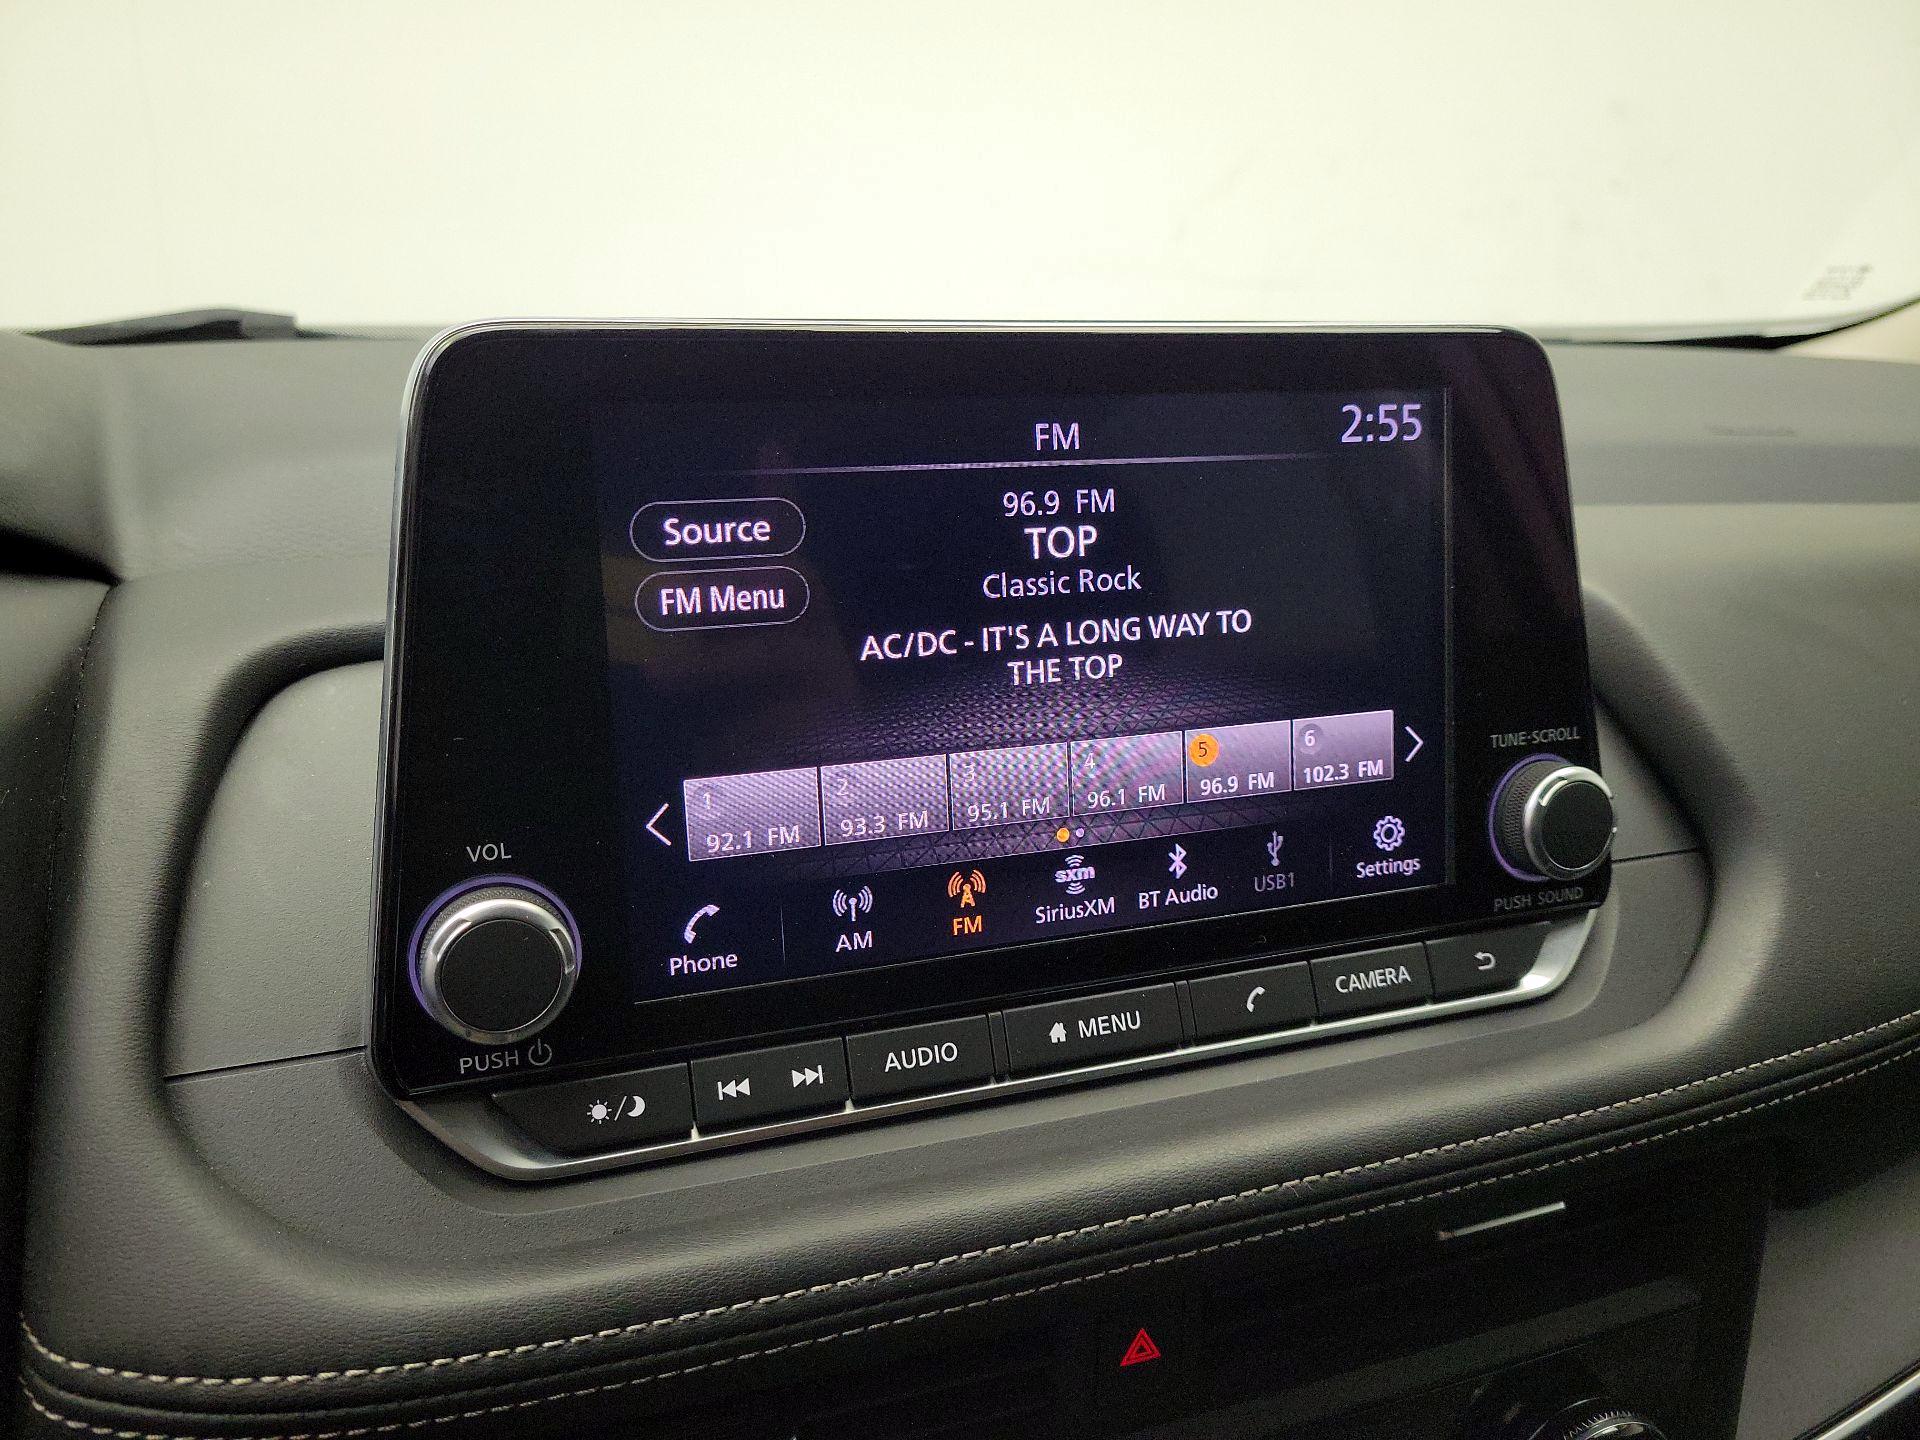 FM
2:55
Source
96.9 FM
TOP
Classic Rock
FM Menu
AC/DC - IT'S A LONG WAY TO
THE TOP
1
92.1 FM
2
93.3 FM
3
95.1 FM
4
96.1 FM
5
96.9 FM
6
102.3 FM
Phone
AM
FM
sxm
SiriusXM
BT Audio
USB1
Settings
VOL
PUSH
TUNE·SCROLL
PUSH SOUND
AUDIO
MENU
CAMERA